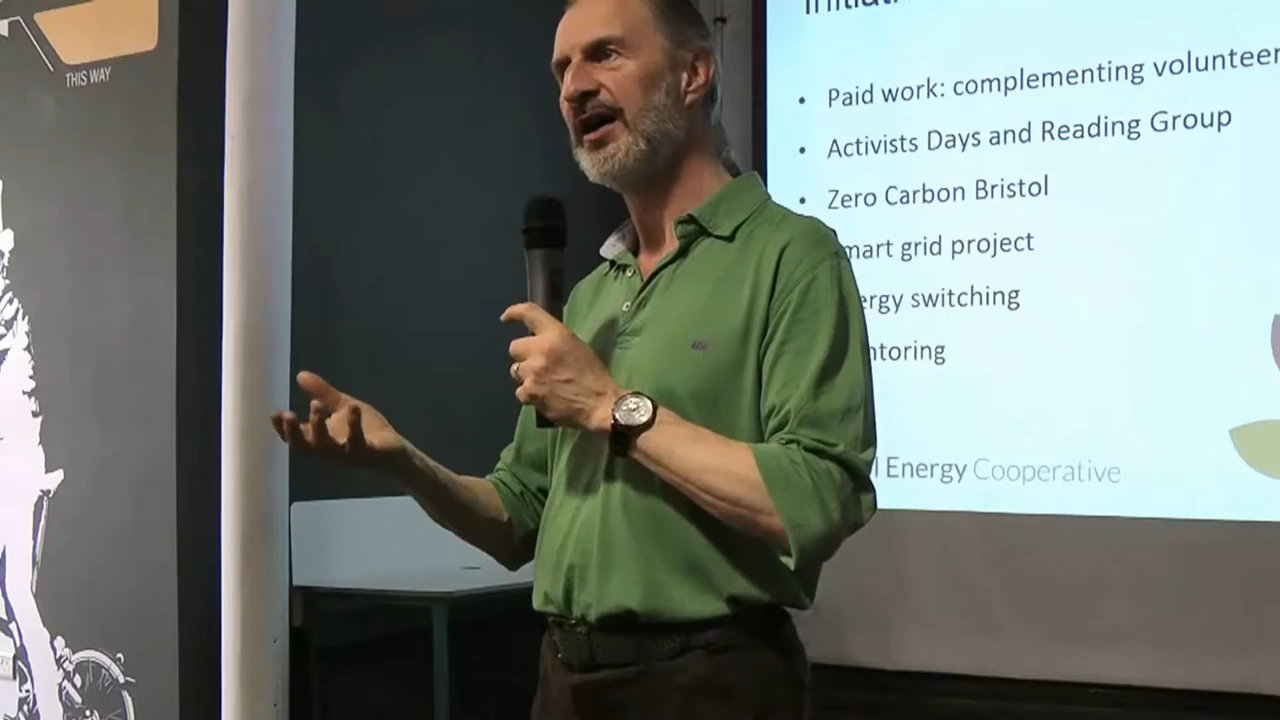 THIS WAY
Paid work: complementing volunteer
Activists Days and Reading Group
Zero Carbon Bristol
mart grid project
ergy switching
ntoring
Energy Cooperative